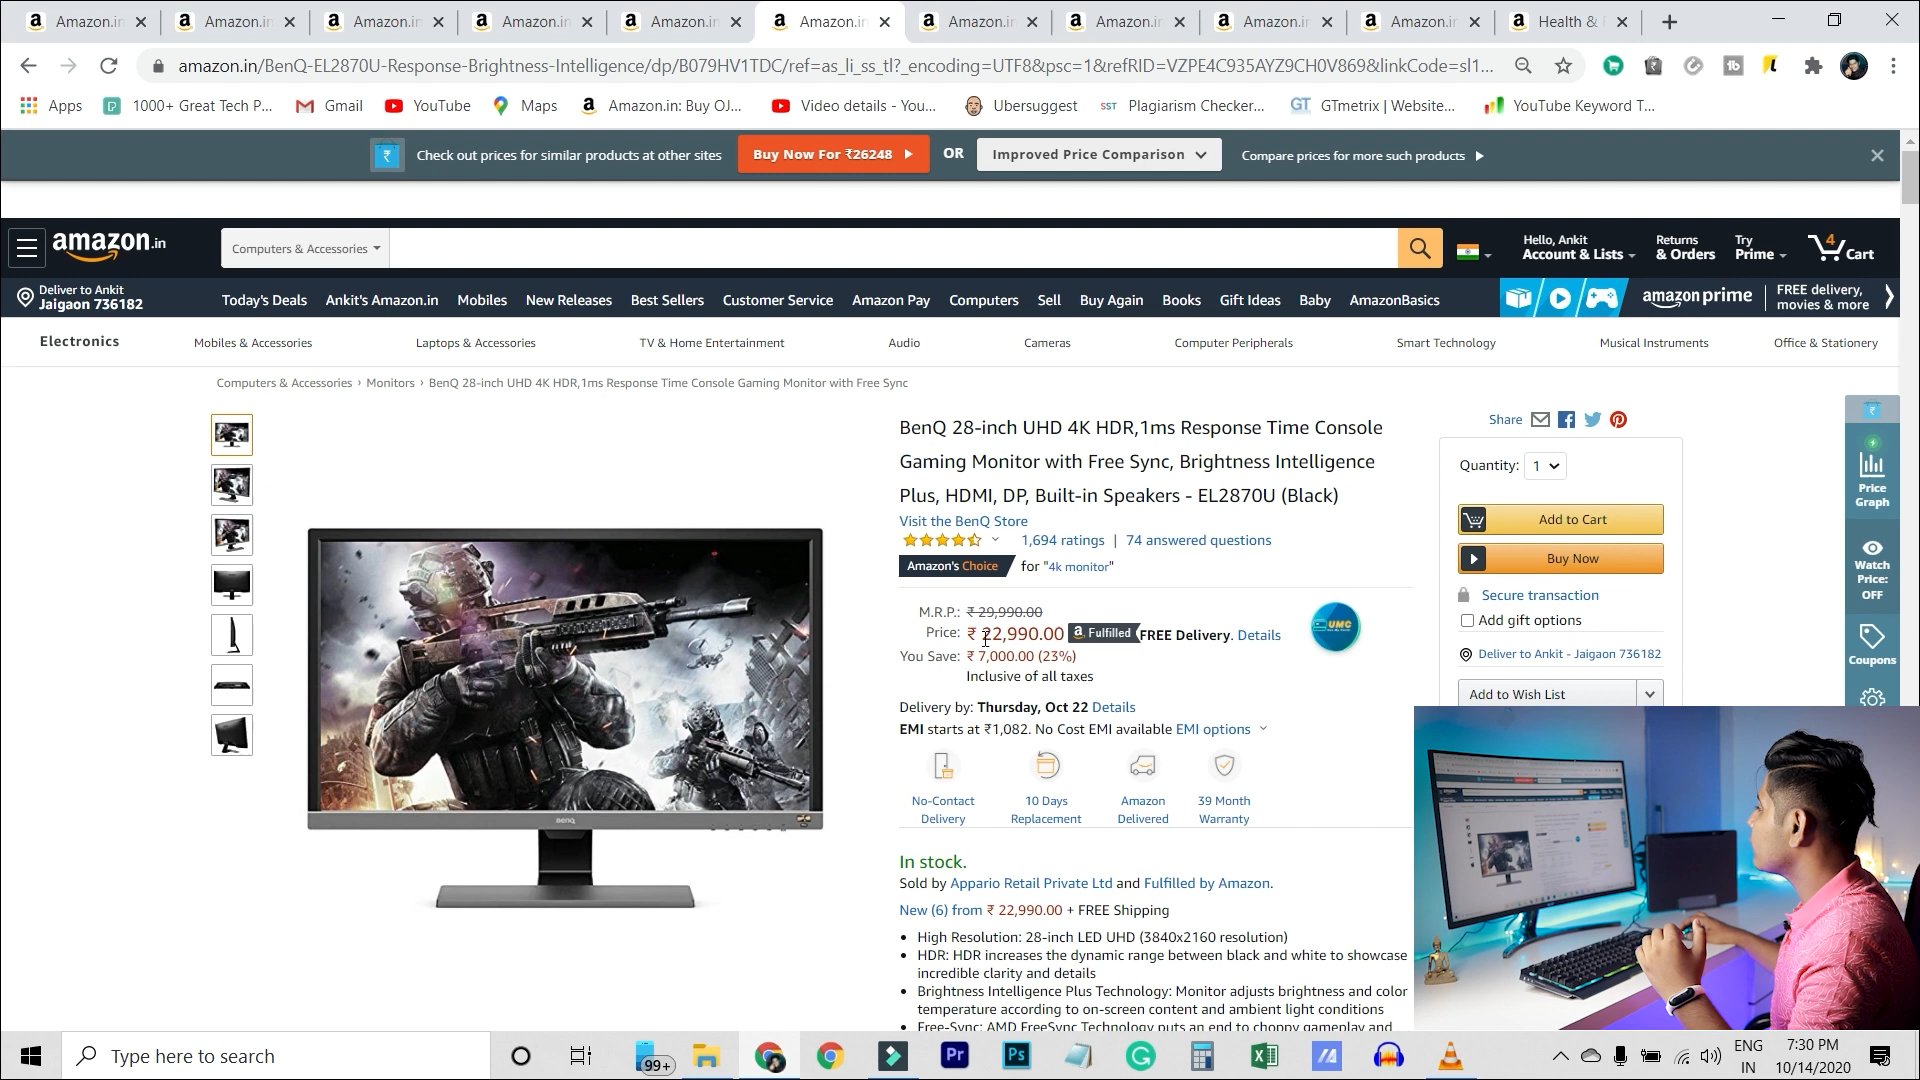 Amazon.in
Amazon.in
Amazon.in
Amazon.in
Amazon.in
Amazon.in
Amazon.in
Amazon.in
Amazon.in
Amazon.in
Health &
amazon.in/BenQ-EL2870U-Response-Brightness-Intelligence/dp/B079HV1TDC/ref=as_li_ss_tl?_encoding=UTF8&psc=1&refRID=VZPE4C935AYZ9CH0V869&linkCode=sl1...
Apps
1000+ Great Tech P...
Gmail
YouTube
Maps
Amazon.in: Buy OJ...
Video details - You...
Ubersuggest
SST Plagiarism Checker...
GT GTmetrix | Website...
YouTube Keyword T...
Check out prices for similar products at other sites
Buy Now For ₹26248
OR
Improved Price Comparison
Compare prices for more such products
amazon.in
Computers & Accessories
Hello, Ankit
Account & Lists
Returns
& Orders
Try
Prime
4
Cart
Deliver to Ankit
Jaigaon 736182
Today's Deals
Ankit's Amazon.in
Mobiles
New Releases
Best Sellers
Customer Service
Amazon Pay
Computers
Sell
Buy Again
Books
Gift Ideas
Baby
AmazonBasics
amazon prime
FREE delivery,
movies & more
Electronics
Mobiles & Accessories
Laptops & Accessories
TV & Home Entertainment
Audio
Cameras
Computer Peripherals
Smart Technology
Musical Instruments
Office & Stationery
Computers & Accessories › Monitors › BenQ 28-inch UHD 4K HDR,1ms Response Time Console Gaming Monitor with Free Sync
BenQ
BenQ 28-inch UHD 4K HDR,1ms Response Time Console
Gaming Monitor with Free Sync, Brightness Intelligence
Plus, HDMI, DP, Built-in Speakers - EL2870U (Black)
Visit the BenQ Store
1,694 ratings | 74 answered questions
Amazon's Choice for "4k monitor"
M.R.P.: ₹ 29,990.00
Price: ₹ 22,990.00 a Fulfilled FREE Delivery. Details
You Save: ₹ 7,000.00 (23%)
Inclusive of all taxes
UMC
Delivery by: Thursday, Oct 22 Details
EMI starts at ₹1,082. No Cost EMI available EMI options
No-Contact
Delivery
10 Days
Replacement
Amazon
Delivered
39 Month
Warranty
In stock.
Sold by Appario Retail Private Ltd and Fulfilled by Amazon.
New (6) from ₹ 22,990.00 + FREE Shipping
• High Resolution: 28-inch LED UHD (3840x2160 resolution)
• HDR: HDR increases the dynamic range between black and white to showcase
incredible clarity and details
• Brightness Intelligence Plus Technology: Monitor adjusts brightness and color
temperature according to on-screen content and ambient light conditions
• Free-Sync: AMD FreeSync Technology puts an end to choppy gameplay and
Share
Quantity: 1
Add to Cart
Buy Now
Secure transaction
Add gift options
Deliver to Ankit - Jaigaon 736182
Add to Wish List
Price
Graph
Watch
Price:
OFF
Coupons
Type here to search
99+
Pr
Ps
ENG
IN
7:30 PM
10/14/2020